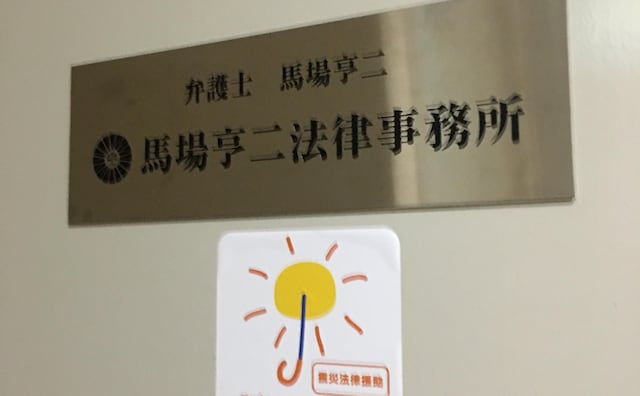 弁護士 馬場亨二
馬場亨二法律事務所
震災法律援助